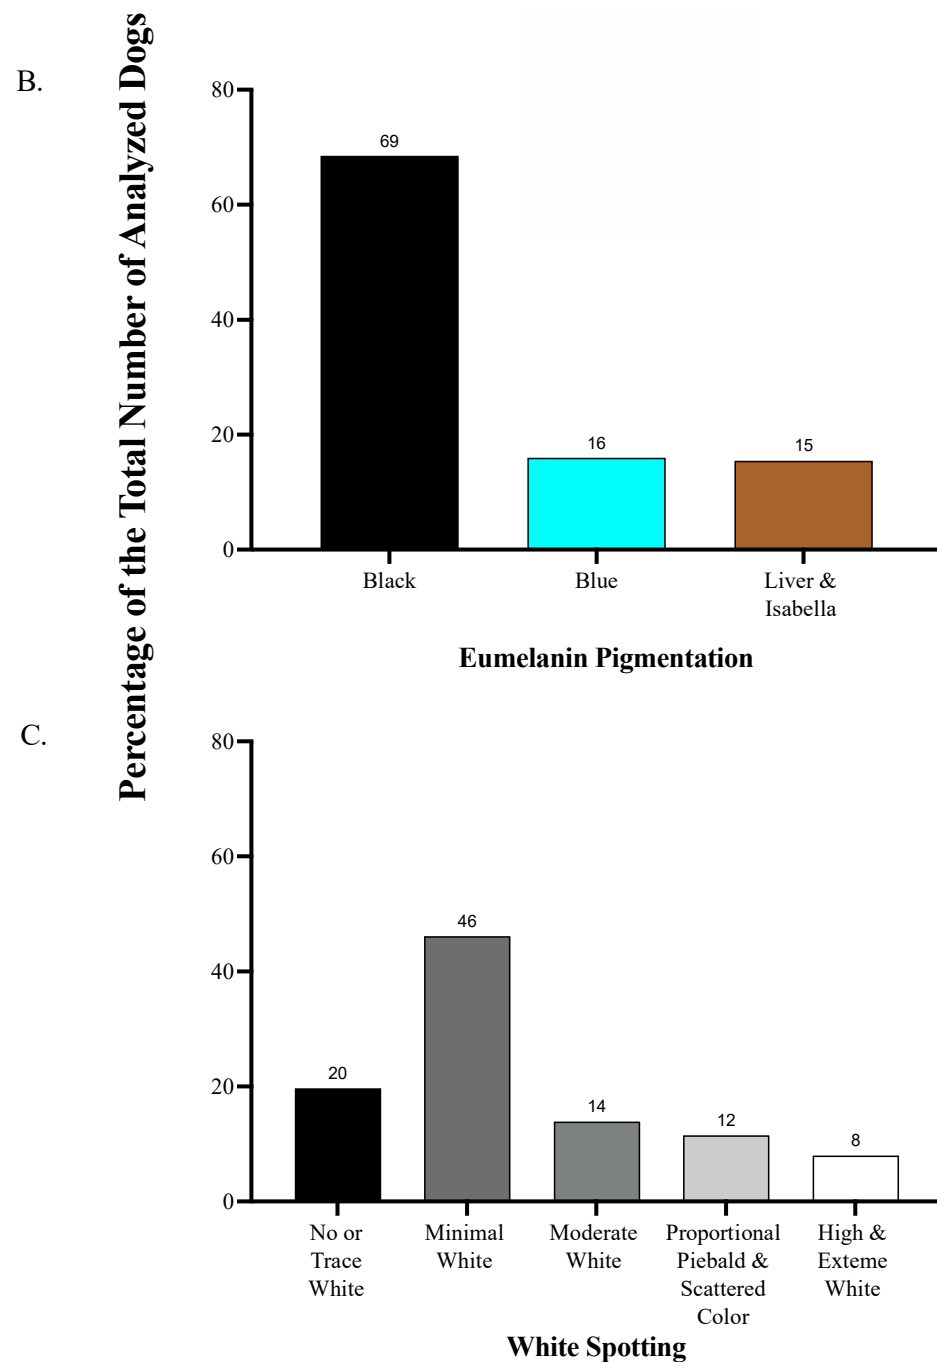 Percentage of the Total Number of Analyzed Dogs
B.
80
60
40
20
0
69
16
15
Black
Blue
Liver &
Isabella
Eumelanin Pigmentation
C.
80
60
40
20
0
20
46
14
12
8
No or
Trace
White
Minimal
White
Moderate
White
Proportional
Piebald &
Scattered
Color
High &
Exteme
White
White Spotting